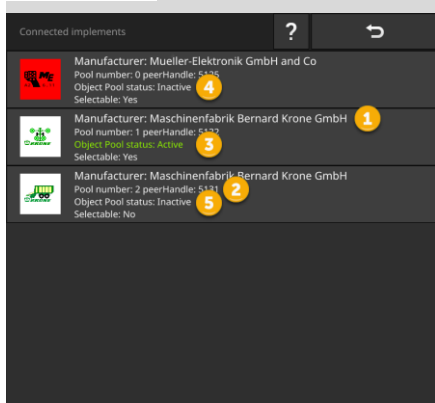 Connected implements
?
Manufacturer: Mueller-Elektronik GmbH and Co
Pool number: 0 peerHandle:
4
Object Pool status: Inactive
Selectable: Yes
Manufacturer: Maschinenfabrik Bernard Krone GmbH
1
Pool number: 1 peerHandle:
3
Object Pool status: Active
Selectable: Yes
KRONE
Manufacturer: Maschinenfabrik Bernard Krone GmbH
Pool number: 2 peerHandle: 5131
2
Object Pool status: Inactive
5
Selectable: No
KRONE